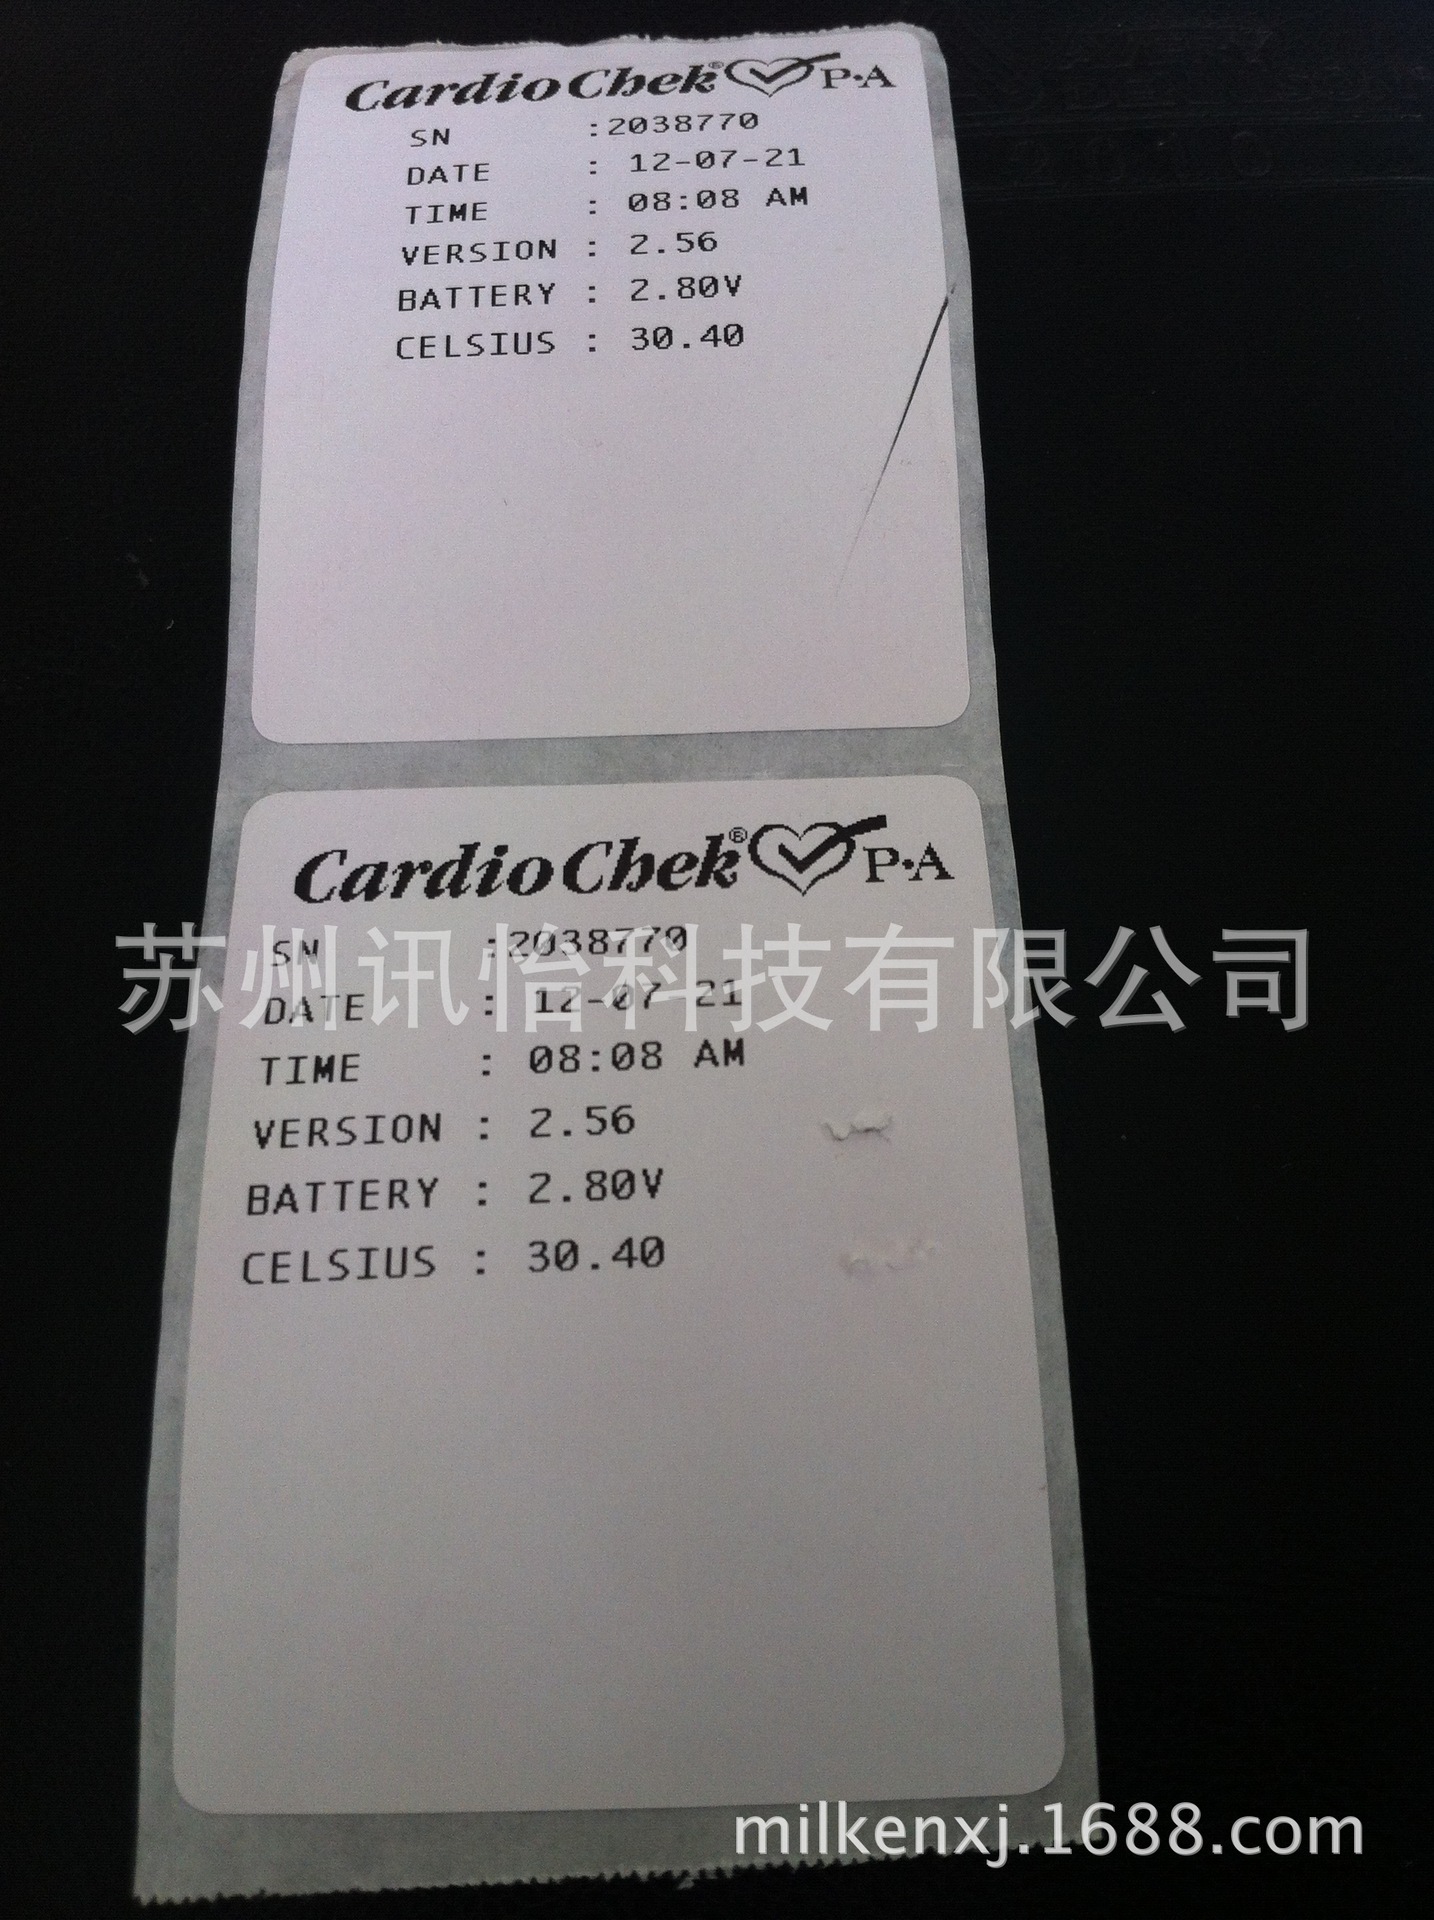 CardioChek® P·A
SN :2038770
DATE : 12-07-21
TIME : 08:08 AM
VERSION : 2.56
BATTERY : 2.80V
CELSIUS : 30.40
CardioChek® P·A
SN :2038770
苏州讯怡科技有限公司
DATE : 12-07-21
TIME : 08:08 AM
VERSION : 2.56
BATTERY : 2.80V
CELSIUS : 30.40
milkenxj.1688.com